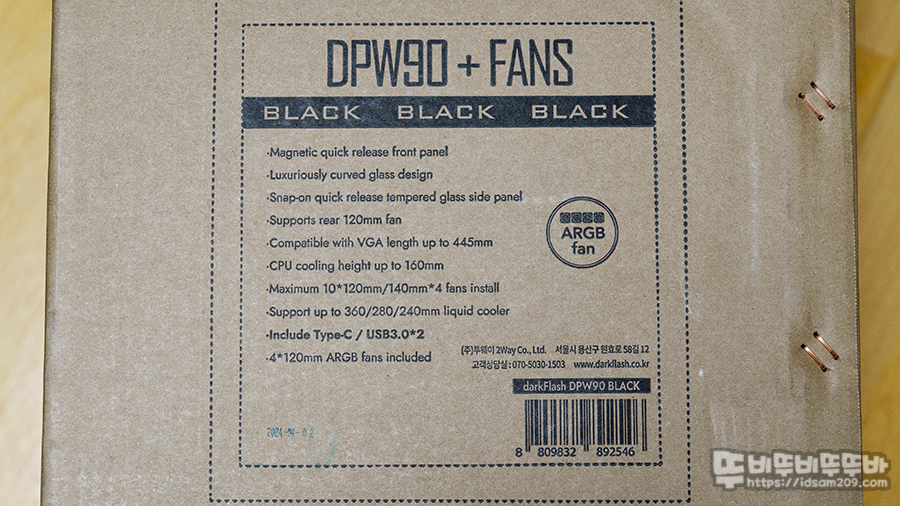 DPW90 + FANS
BLACK BLACK BLACK
·Magnetic quick release front panel
·Luxuriously curved glass design
·Snap-on quick release tempered glass side panel
·Supports rear 120mm fan
·Compatible with VGA length up to 445mm
·CPU cooling height up to 160mm
·Maximum 10*120mm/140mm*4 fans install
·Support up to 360/280/240mm liquid cooler
·Include Type-C / USB3.0*2
·4*120mm ARGB fans included
ARGB
fan
(주)투웨이 2Way Co., Ltd. 서울시 용산구 원효로 58길 12
고객상담실 : 070-5030-1503 www.darkflash.co.kr
darkFlash DPW90 BLACK
8 809832 892546
뚜비뚜비뚜뚜바
https://idsam209.com